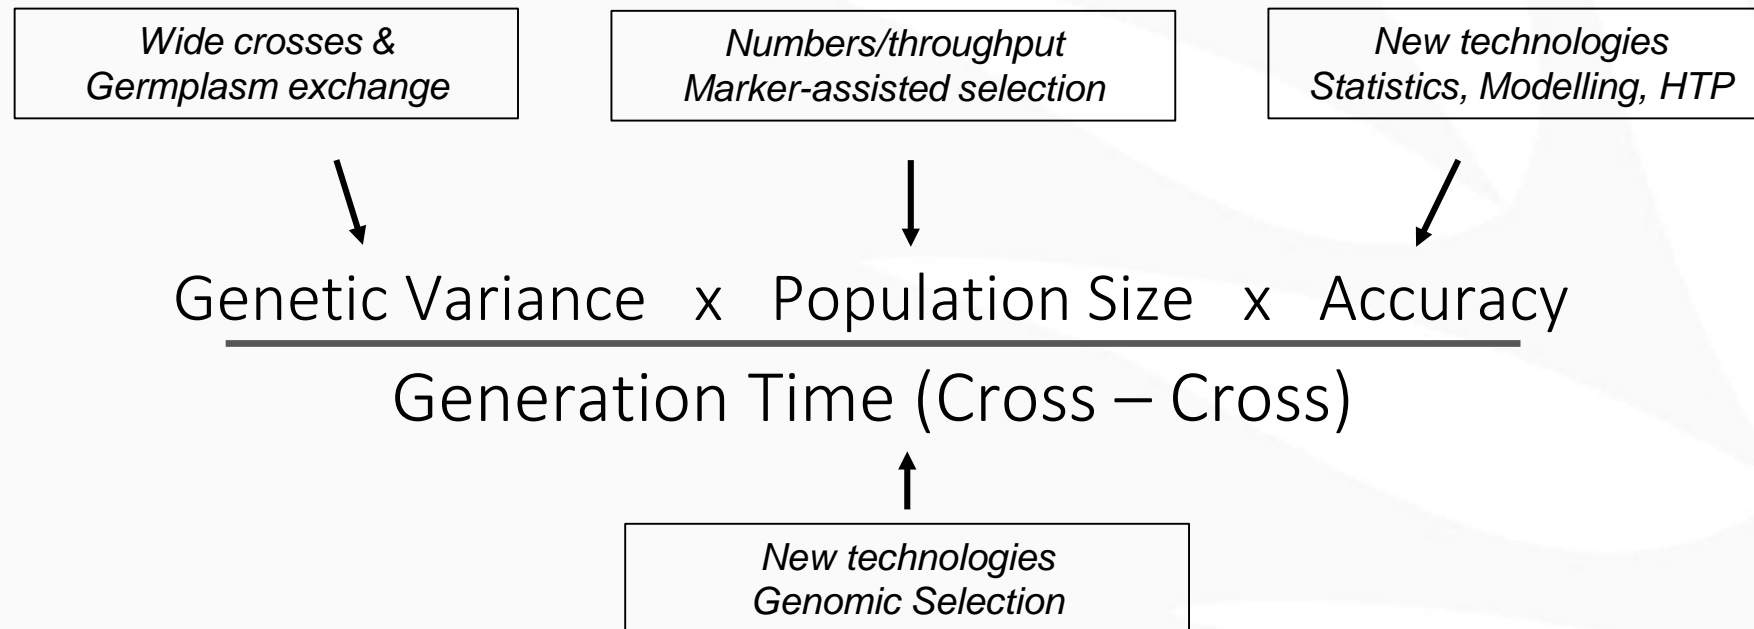 Wide crosses &
Germplasm exchange
Numbers/throughput
Marker-assisted selection
New technologies
Statistics, Modelling, HTP
Genetic Variance x Population Size x Accuracy
Generation Time (Cross – Cross)
New technologies
Genomic Selection